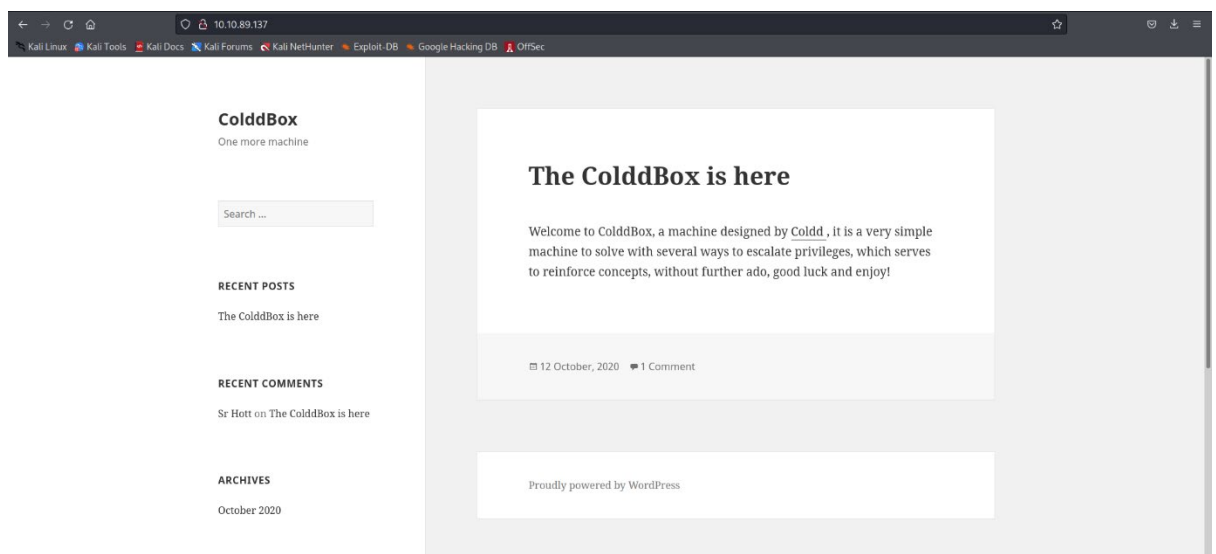 10.10.89.137
Kali Linux Kali Tools Kali Docs Kali Forums Kali NetHunter Exploit-DB Google Hacking DB OffSec
ColddBox
One more machine
Search ...
RECENT POSTS
The ColddBox is here
RECENT COMMENTS
Sr Hott on The ColddBox is here
ARCHIVES
October 2020
The ColddBox is here
Welcome to ColddBox, a machine designed by Coldd , it is a very simple
machine to solve with several ways to escalate privileges, which serves
to reinforce concepts, without further ado, good luck and enjoy!
12 October, 2020 1 Comment
Proudly powered by WordPress